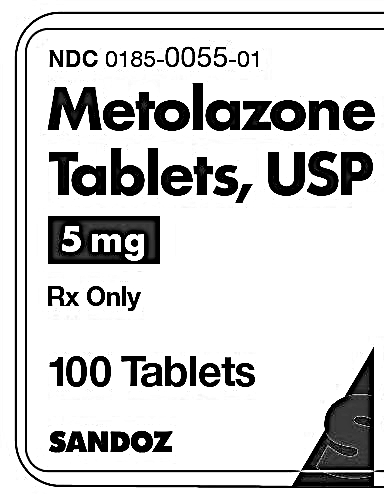 NDC 0185-0055-01
Metolazone
Tablets, USP
5 mg
Rx Only
100 Tablets
SANDOZ